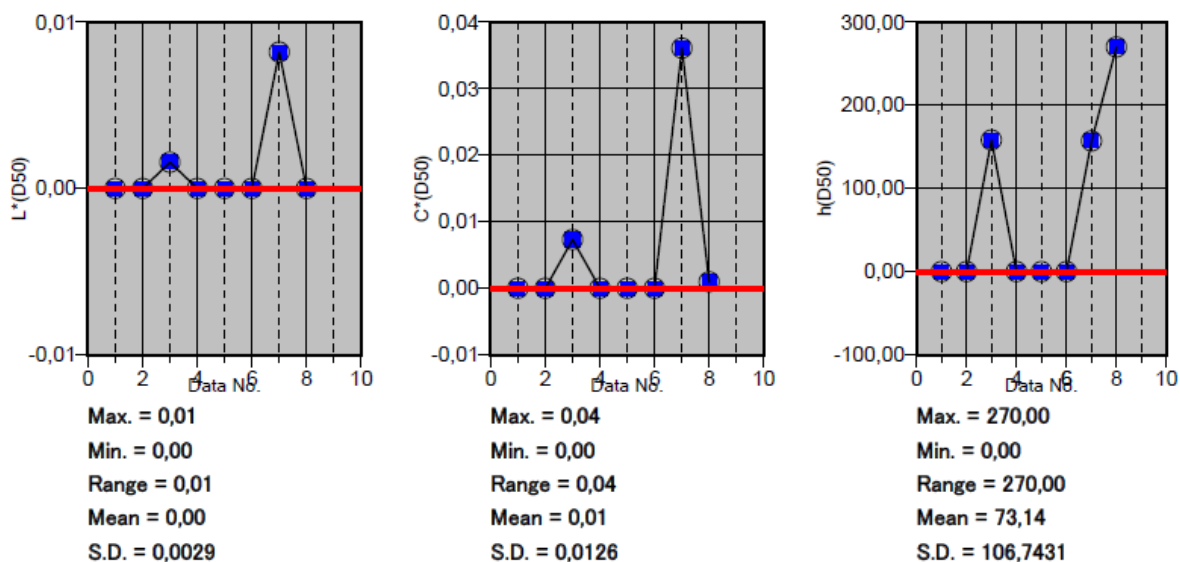 0,01
0,00
-0,01
L*(D50)
0 2 4 6 8 10
Data No.
Max. = 0,01
Min. = 0,00
Range = 0,01
Mean = 0,00
S.D. = 0,0029
0,04
0,03
0,02
0,01
0,00
-0,01
C*(D50)
0 2 4 6 8 10
Data No.
Max. = 0,04
Min. = 0,00
Range = 0,04
Mean = 0,01
S.D. = 0,0126
300,00
200,00
100,00
0,00
-100,00
h(D50)
0 2 4 6 8 10
Data No.
Max. = 270,00
Min. = 0,00
Range = 270,00
Mean = 73,14
S.D. = 106,7431